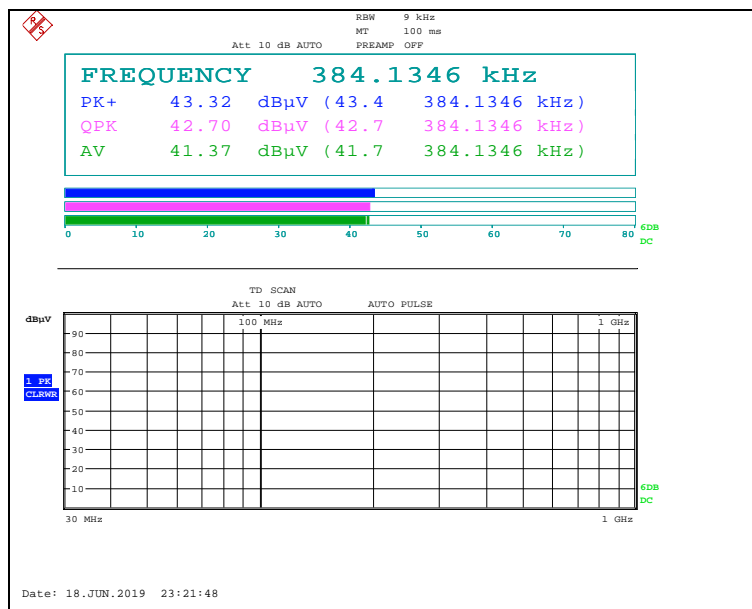 R/S
RBW 9 kHz
MT 100 ms
Att 10 dB AUTO PREAMP OFF
FREQUENCY 384.1346 kHz
PK+ 43.32 dBµV (43.4 384.1346 kHz)
QPK 42.70 dBµV (42.7 384.1346 kHz)
AV 41.37 dBµV (41.7 384.1346 kHz)
0 10 20 30 40 50 60 70 80
6DB
DC
TD SCAN
Att 10 dB AUTO AUTO PULSE
dBµV
100 MHz 1 GHz
90
80
70
1 PK
CLRWR
60
50
40
30
20
10
6DB
DC
30 MHz 1 GHz
Date: 18.JUN.2019 23:21:48